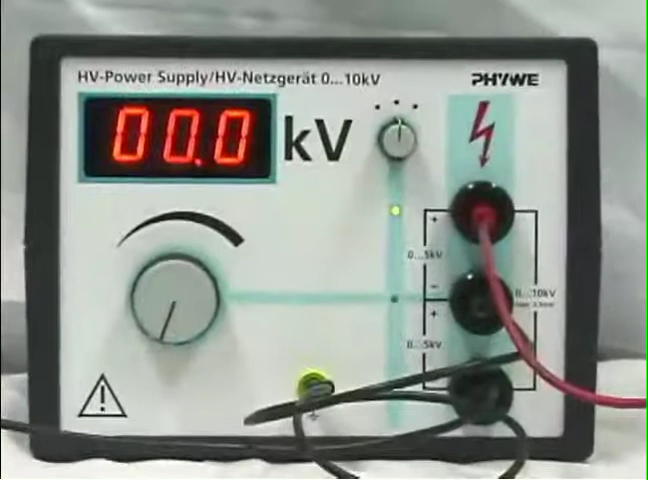 HV-Power Supply/HV-Netzgerät 0...10kV
PHYWE
00.0 kV
+
0...5kV
-
0...10kV
+
0...5kV